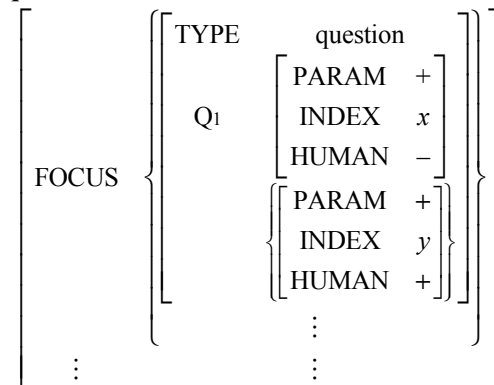 TYPE question
PARAM +
Q1 INDEX x
HUMAN –
FOCUS
PARAM +
INDEX y
HUMAN +
⋮
⋮ ⋮